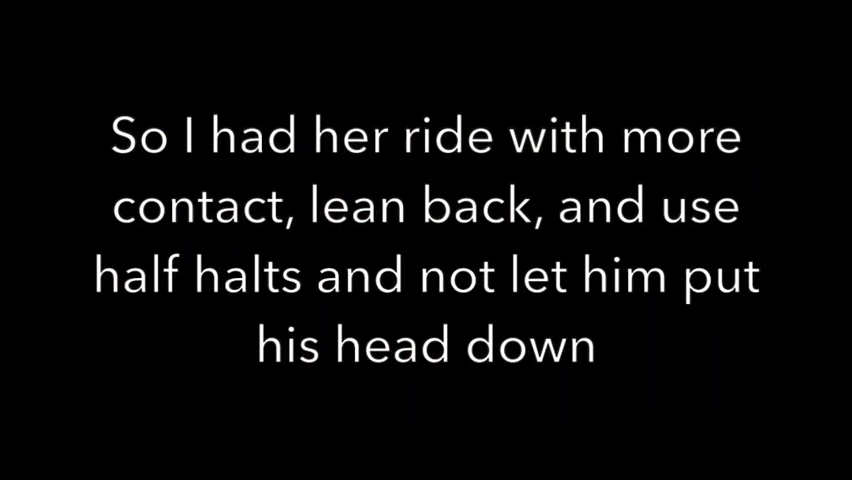 So I had her ride with more
contact, lean back, and use
half halts and not let him put
his head down